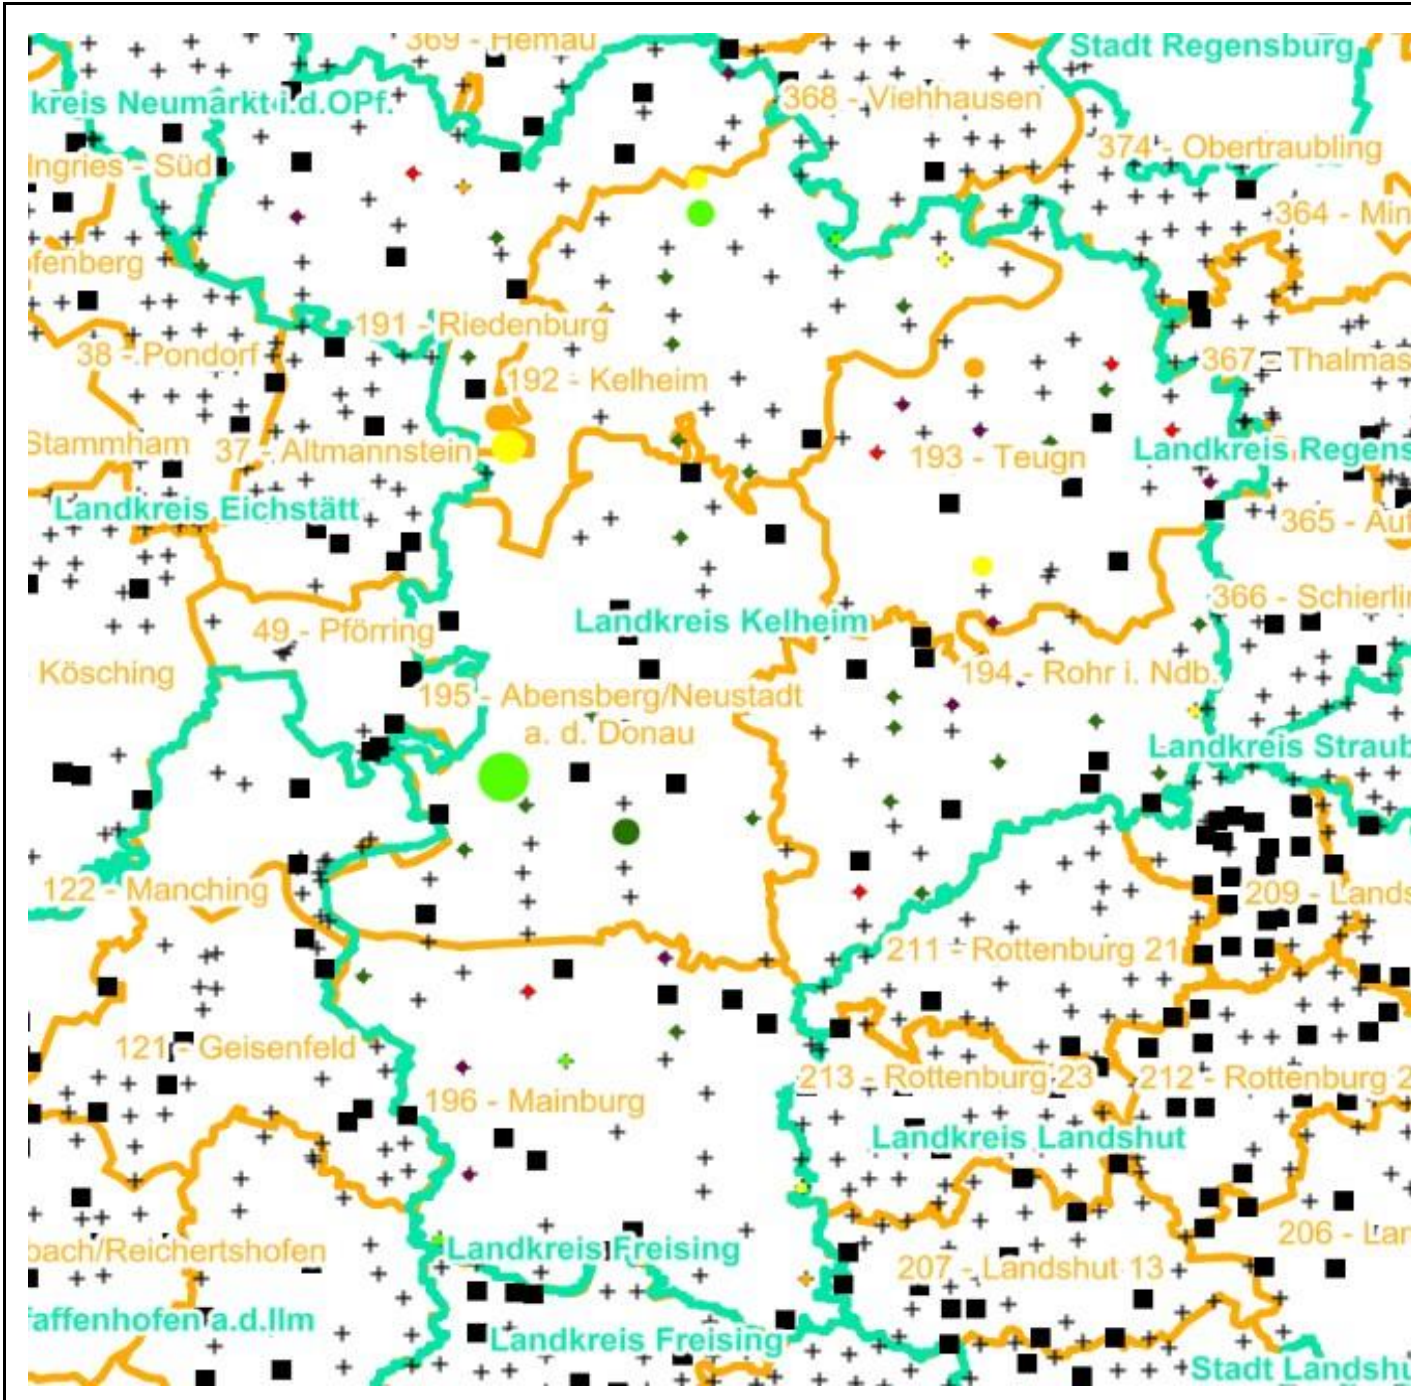 369 - Hemau
Stadt Regensburg
kreis Neumarkt i.d.OPf.
368 - Viehhausen
374 - Obertraubling
Ingries - Süd
364 - Min
ofenberg
191 - Riedenburg
38 - Pondorf
367 - Thalmas
192 - Kelheim
Stammham
37 - Altmannstein
193 - Teugn
Landkreis Regens
Landkreis Eichstätt
365 - Auf
366 - Schierlin
Landkreis Kelheim
49 - Pförring
Kösching
194 - Rohr i. Ndb.
195 - Abensberg/Neustadt
a. d. Donau
Landkreis Straub
122 - Manching
209 - Lands
211 - Rottenburg 21
121 - Geisenfeld
213 - Rottenburg 23
212 - Rottenburg 2
196 - Mainburg
Landkreis Landshut
206 - Lan
bach/Reichertshofen
Landkreis Freising
207 - Landshut 13
faffenhofen a.d.Ilm
Landkreis Freising
Stadt Landshu